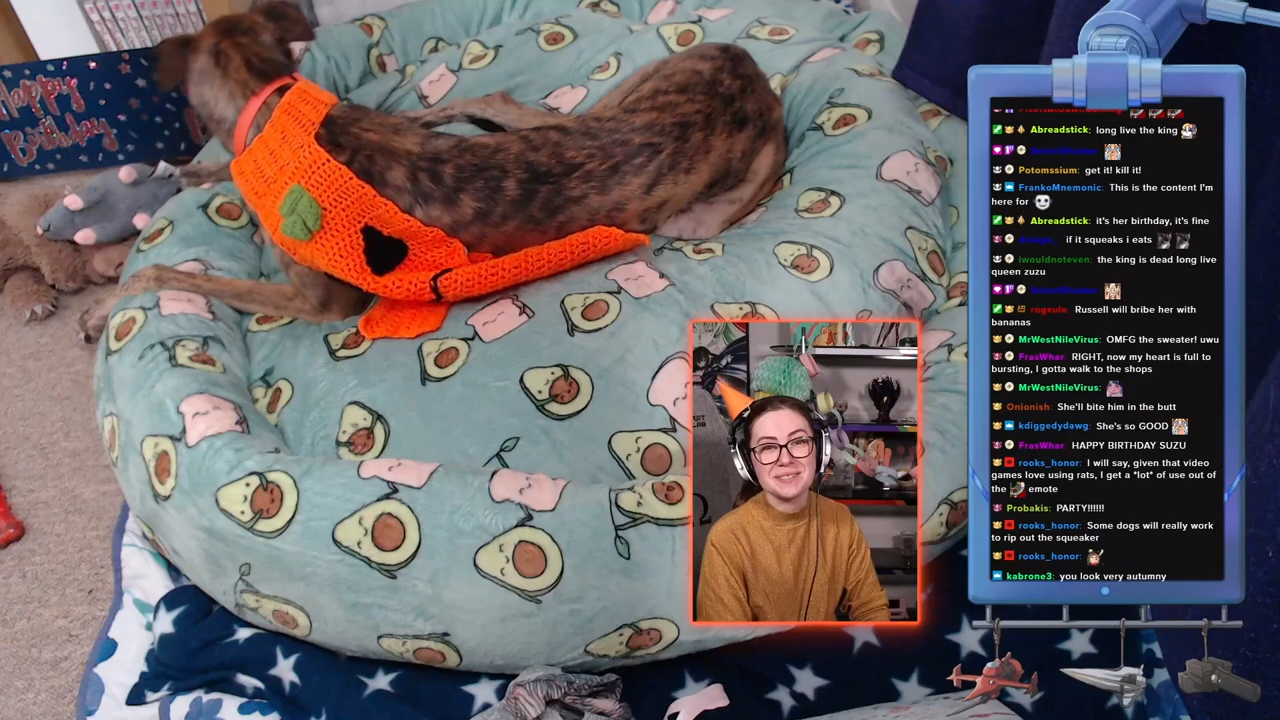 Happy
Birthday
Abreadstick: long live the king
Potomssium: get it! kill it!
FrankoMnemonic: This is the content I'm
here for
Abreadstick: it's her birthday, it's fine
if it squeaks i eats
iwouldnoteven: the king is dead long live
queen zuzu
rugxulo: Russell will bribe her with
bananas
MrWestNileVirus: OMFG the sweater! uwu
FrasWhar: RIGHT, now my heart is full to
bursting, I gotta walk to the shops
MrWestNileVirus:
Onionish: She'll bite him in the butt
kdiggedydawg: She's so GOOD
FrasWhar: HAPPY BIRTHDAY SUZU
rooks_honor: I will say, given that video
games love using rats, I get a *lot* of use out of
the emote
Probakis: PARTY!!!!!!
rooks_honor: Some dogs will really work
to rip out the squeaker
rooks_honor:
kabrone3: you look very autumny